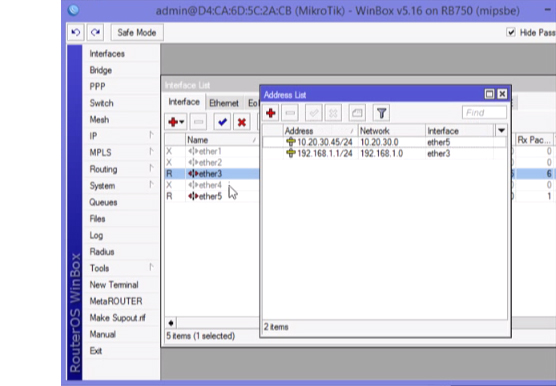 admin@D4:CA:6D:5C:2A:CB (MikroTik) - WinBox v5.16 on RB750 (mipsbe)
Safe Mode
Hide Pass
Interfaces
Bridge
PPP
Switch
Mesh
IP
MPLS
Routing
System
Queues
Files
Log
Radius
Tools
New Terminal
MetaROUTER
Make Supout.rif
Manual
Exit
RouterOS WinBox
Interface List
Interface Ethernet
Name
Rx Pac...
X ether1 0
X ether2 0
R ether3 6
X ether4 0
R ether5 1
5 items (1 selected)
Address List
Find
Address Network Interface
10.20.30.45/24 10.20.30.0 ether5
192.168.1.1/24 192.168.1.0 ether3
2 items